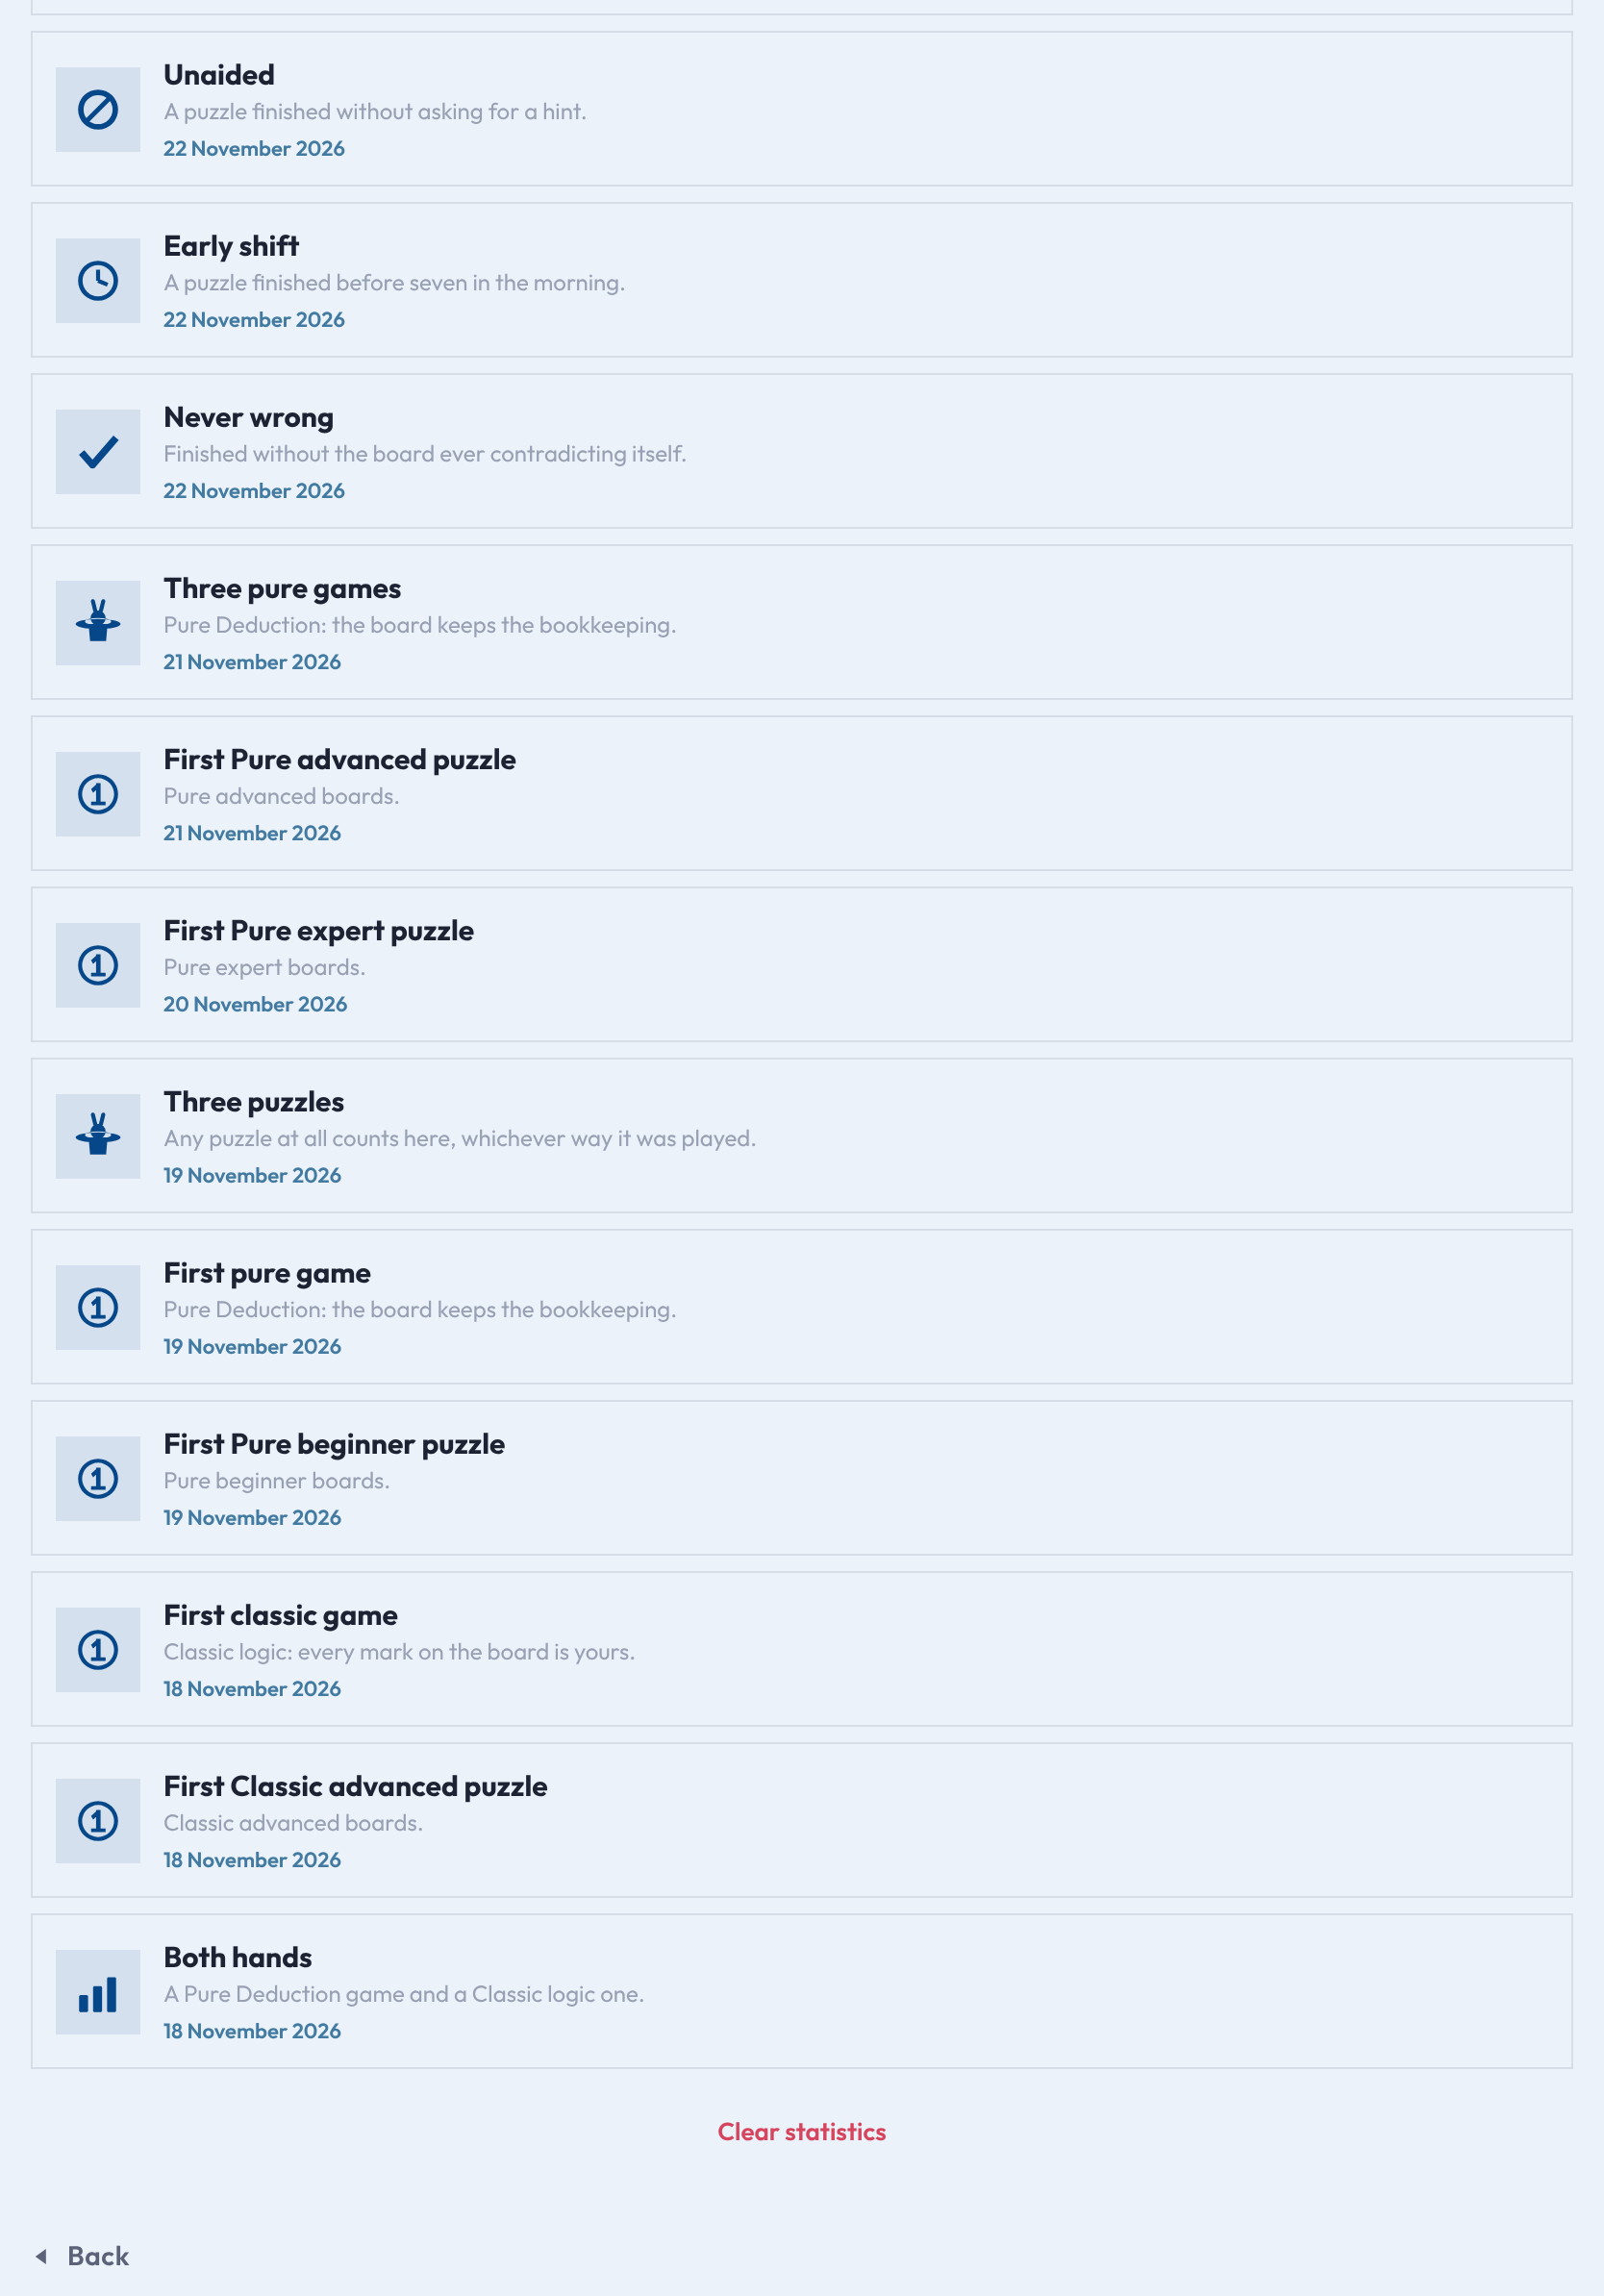 Unaided
A puzzle finished without asking for a hint.
22 November 2026
Early shift
A puzzle finished before seven in the morning.
22 November 2026
Never wrong
Finished without the board ever contradicting itself.
22 November 2026
Three pure games
Pure Deduction: the board keeps the bookkeeping.
21 November 2026
1
First Pure advanced puzzle
Pure advanced boards.
21 November 2026
1
First Pure expert puzzle
Pure expert boards.
20 November 2026
Three puzzles
Any puzzle at all counts here, whichever way it was played.
19 November 2026
1
First pure game
Pure Deduction: the board keeps the bookkeeping.
19 November 2026
1
First Pure beginner puzzle
Pure beginner boards.
19 November 2026
1
First classic game
Classic logic: every mark on the board is yours.
18 November 2026
1
First Classic advanced puzzle
Classic advanced boards.
18 November 2026
Both hands
A Pure Deduction game and a Classic logic one.
18 November 2026
Clear statistics
Back